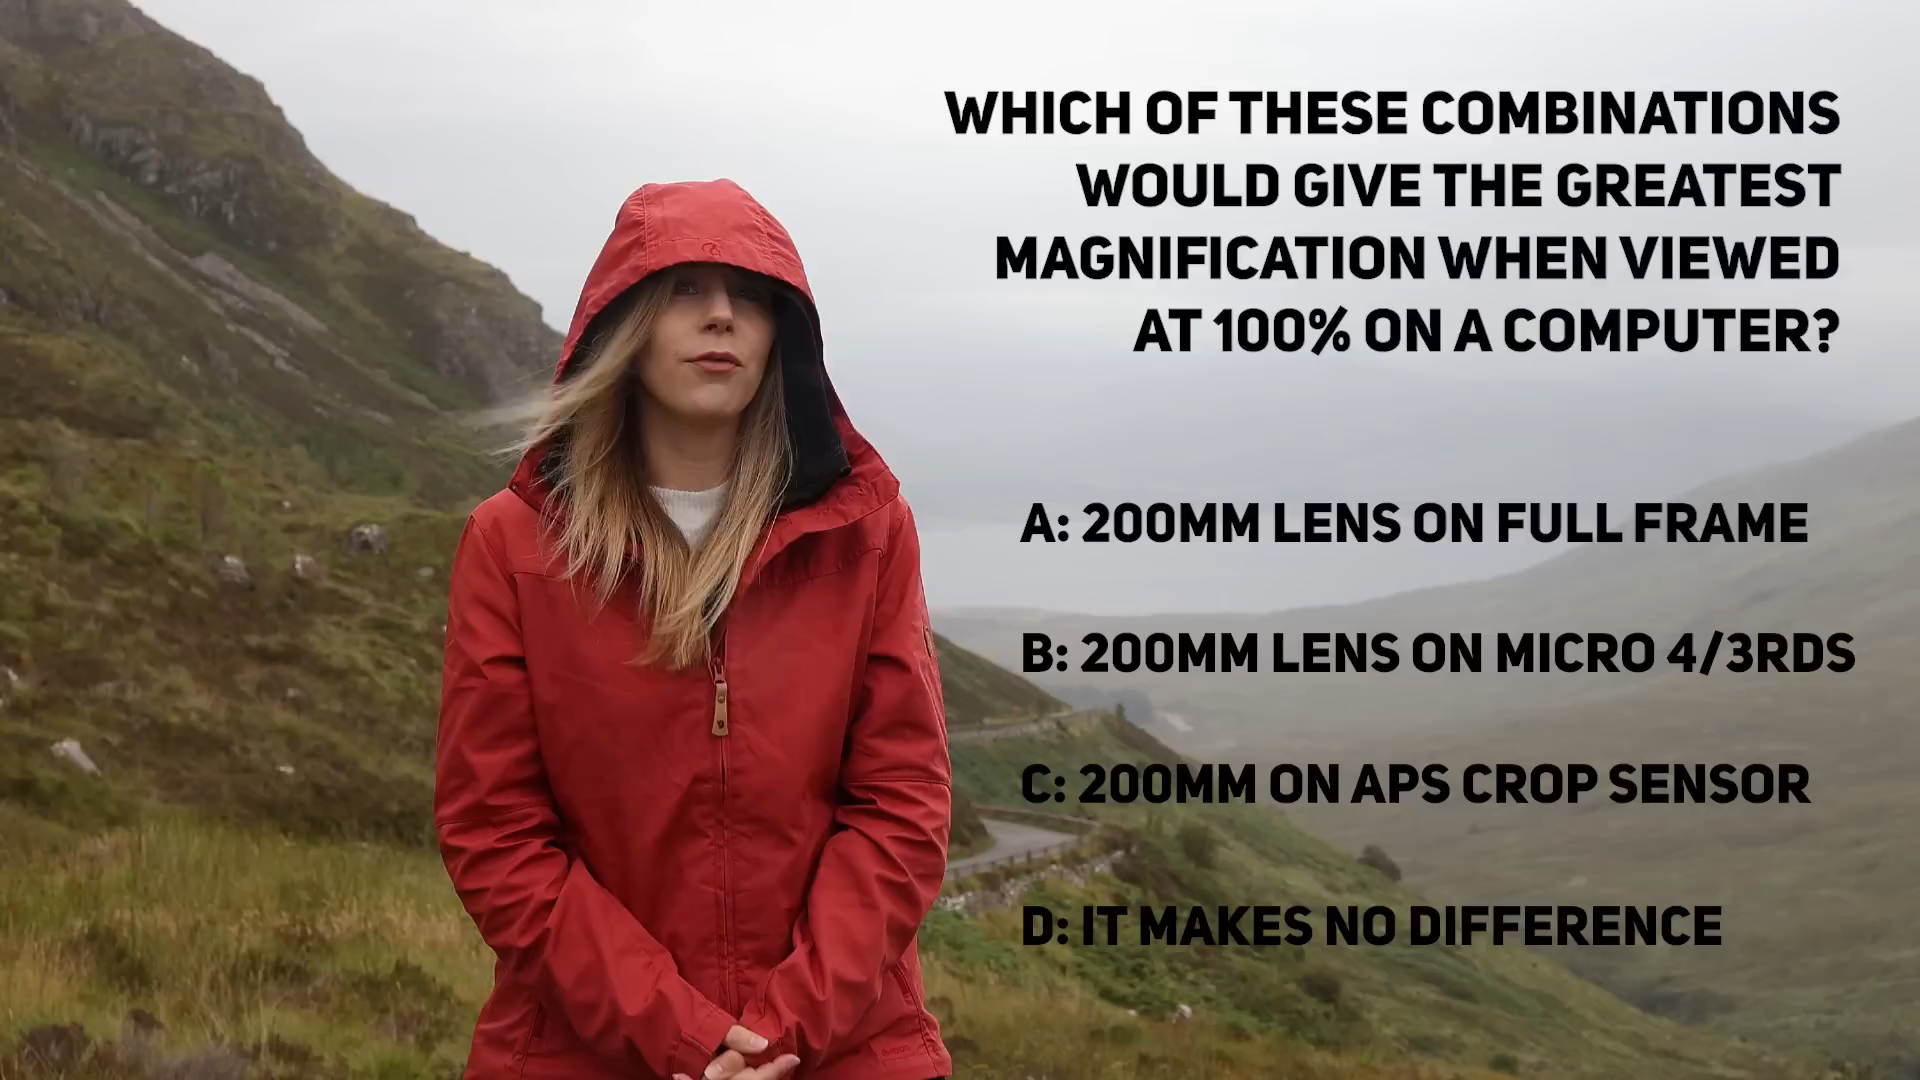 WHICH OF THESE COMBINATIONS
WOULD GIVE THE GREATEST
MAGNIFICATION WHEN VIEWED
AT 100% ON A COMPUTER?
A: 200MM LENS ON FULL FRAME
B: 200MM LENS ON MICRO 4/3RDS
C: 200MM ON APS CROP SENSOR
D: IT MAKES NO DIFFERENCE